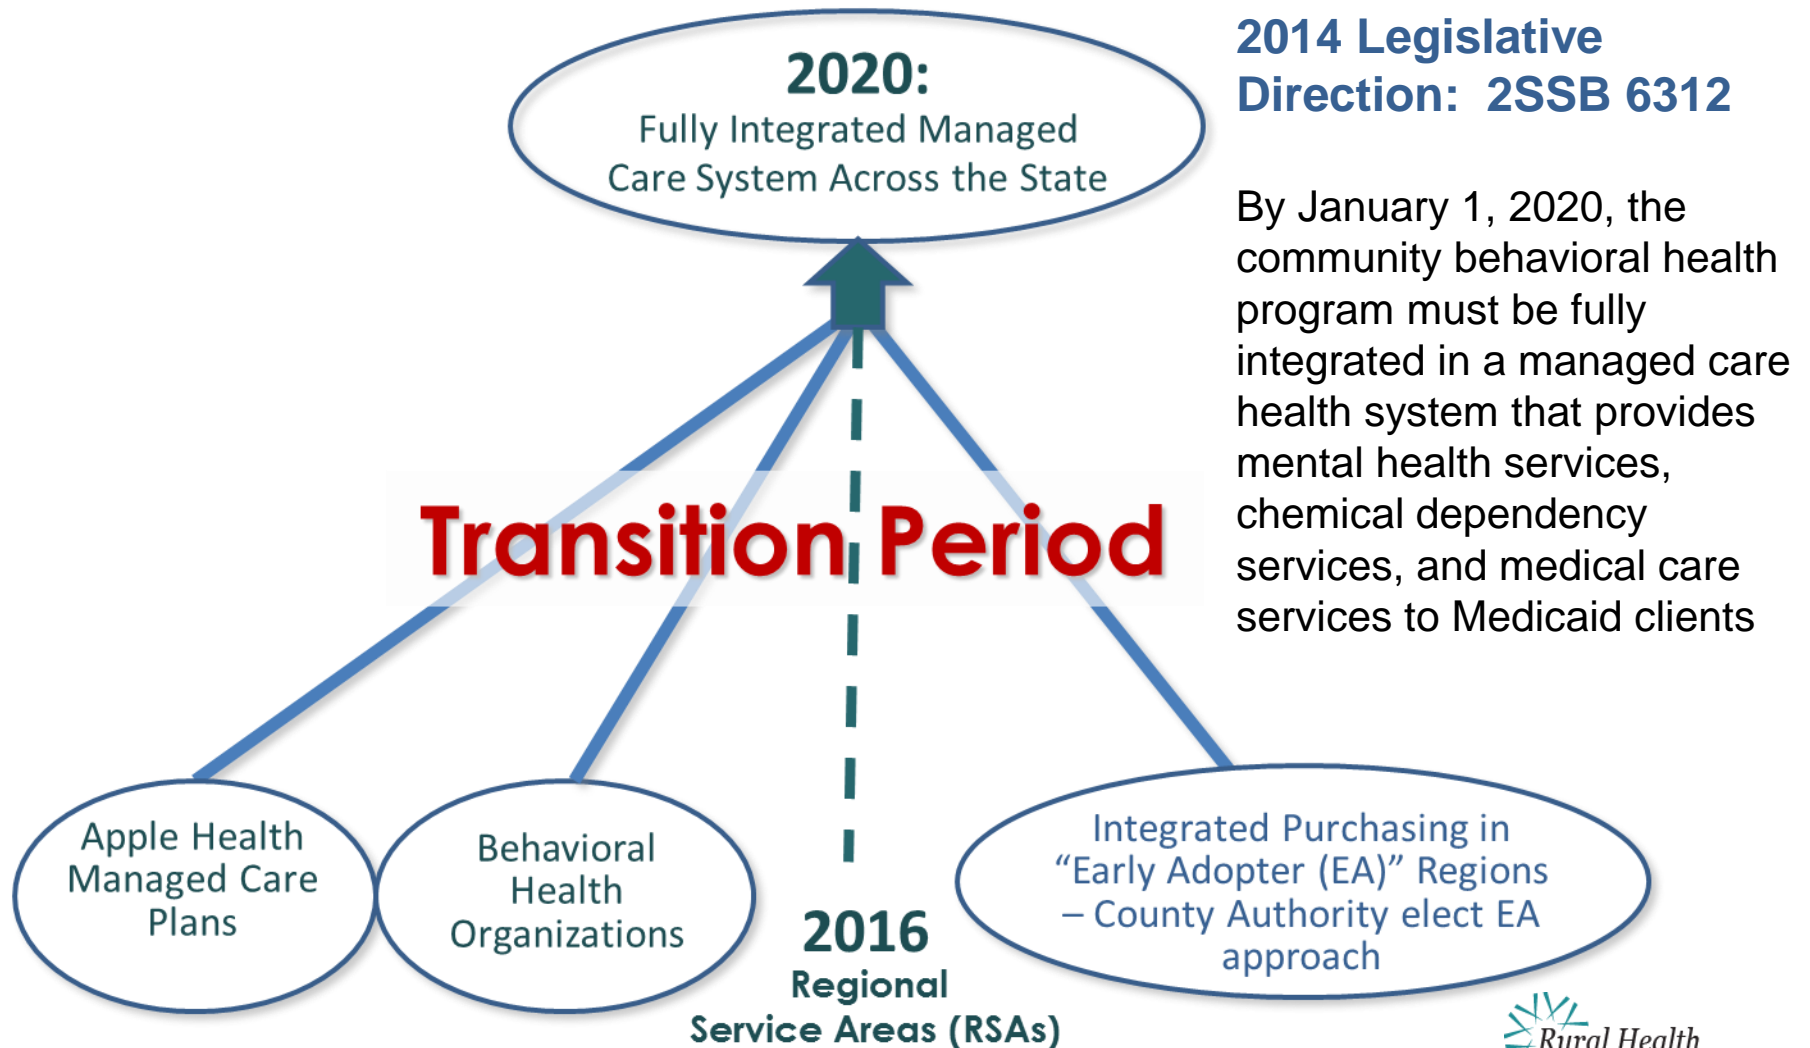 2020:
Fully Integrated Managed
Care System Across the State
2014 Legislative
Direction: 2SSB 6312
By January 1, 2020, the
community behavioral health
program must be fully
integrated in a managed care
health system that provides
mental health services,
chemical dependency
services, and medical care
services to Medicaid clients
Transition Period
Apple Health
Managed Care
Plans
Behavioral
Health
Organizations
2016
Regional
Service Areas (RSAs)
Integrated Purchasing in
“Early Adopter (EA)” Regions
– County Authority elect EA
approach
Rural Health